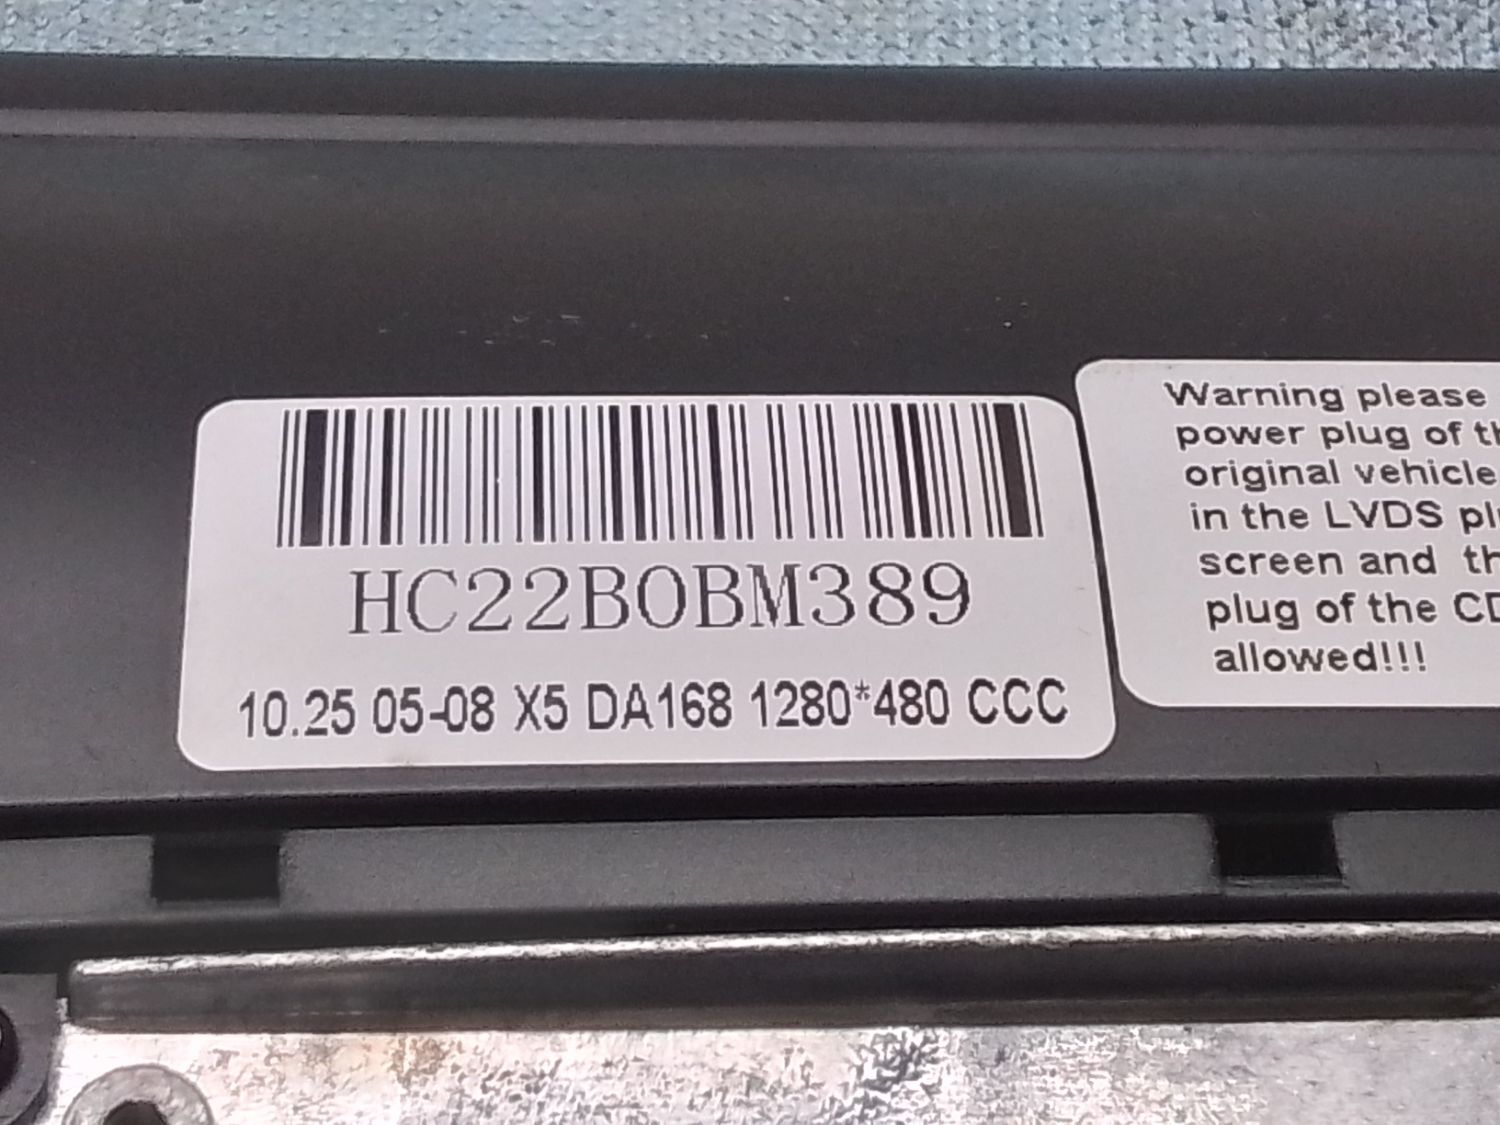 HC22B0BM389
10.25 05-08 X5 DA168 1280*480 CCC
Warning please
power plug of
original vehicle
in the LVDS
screen and
plug of the
allowed!!!